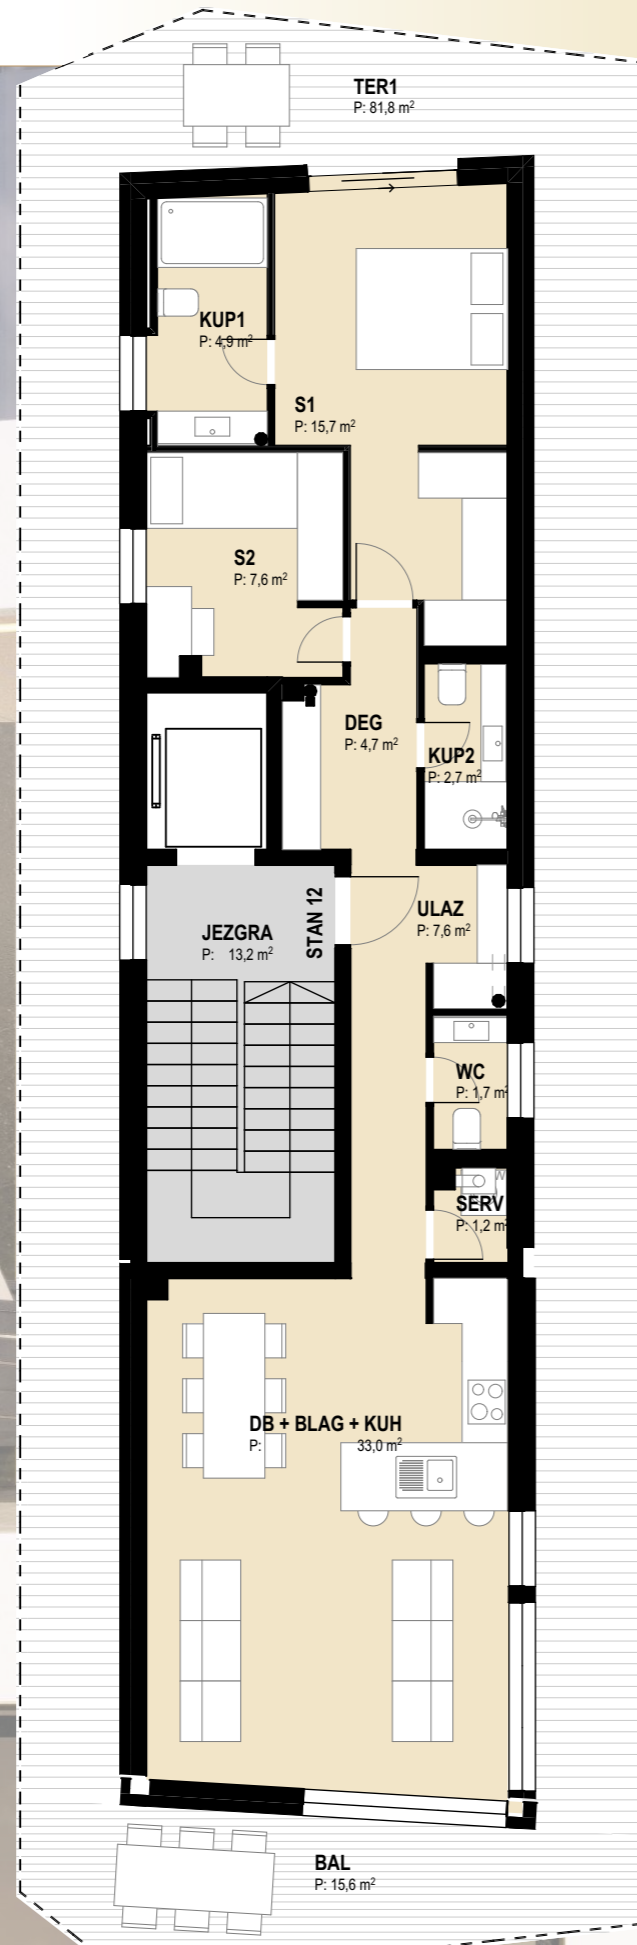 TER1
P: 81,8 m²
KUP1
P: 4,9 m²
S1
P: 15,7 m²
S2
P: 7,6 m²
DEG
P: 4,7 m²
KUP2
P: 2,7 m²
ULAZ
P: 7,6 m²
JEZGRA
P: 13,2 m²
STAN 12
WC
P: 1,7 m²
SERV
P: 1,2 m²
DB + BLAG + KUH
P: 33,0 m²
BAL
P: 15,6 m²